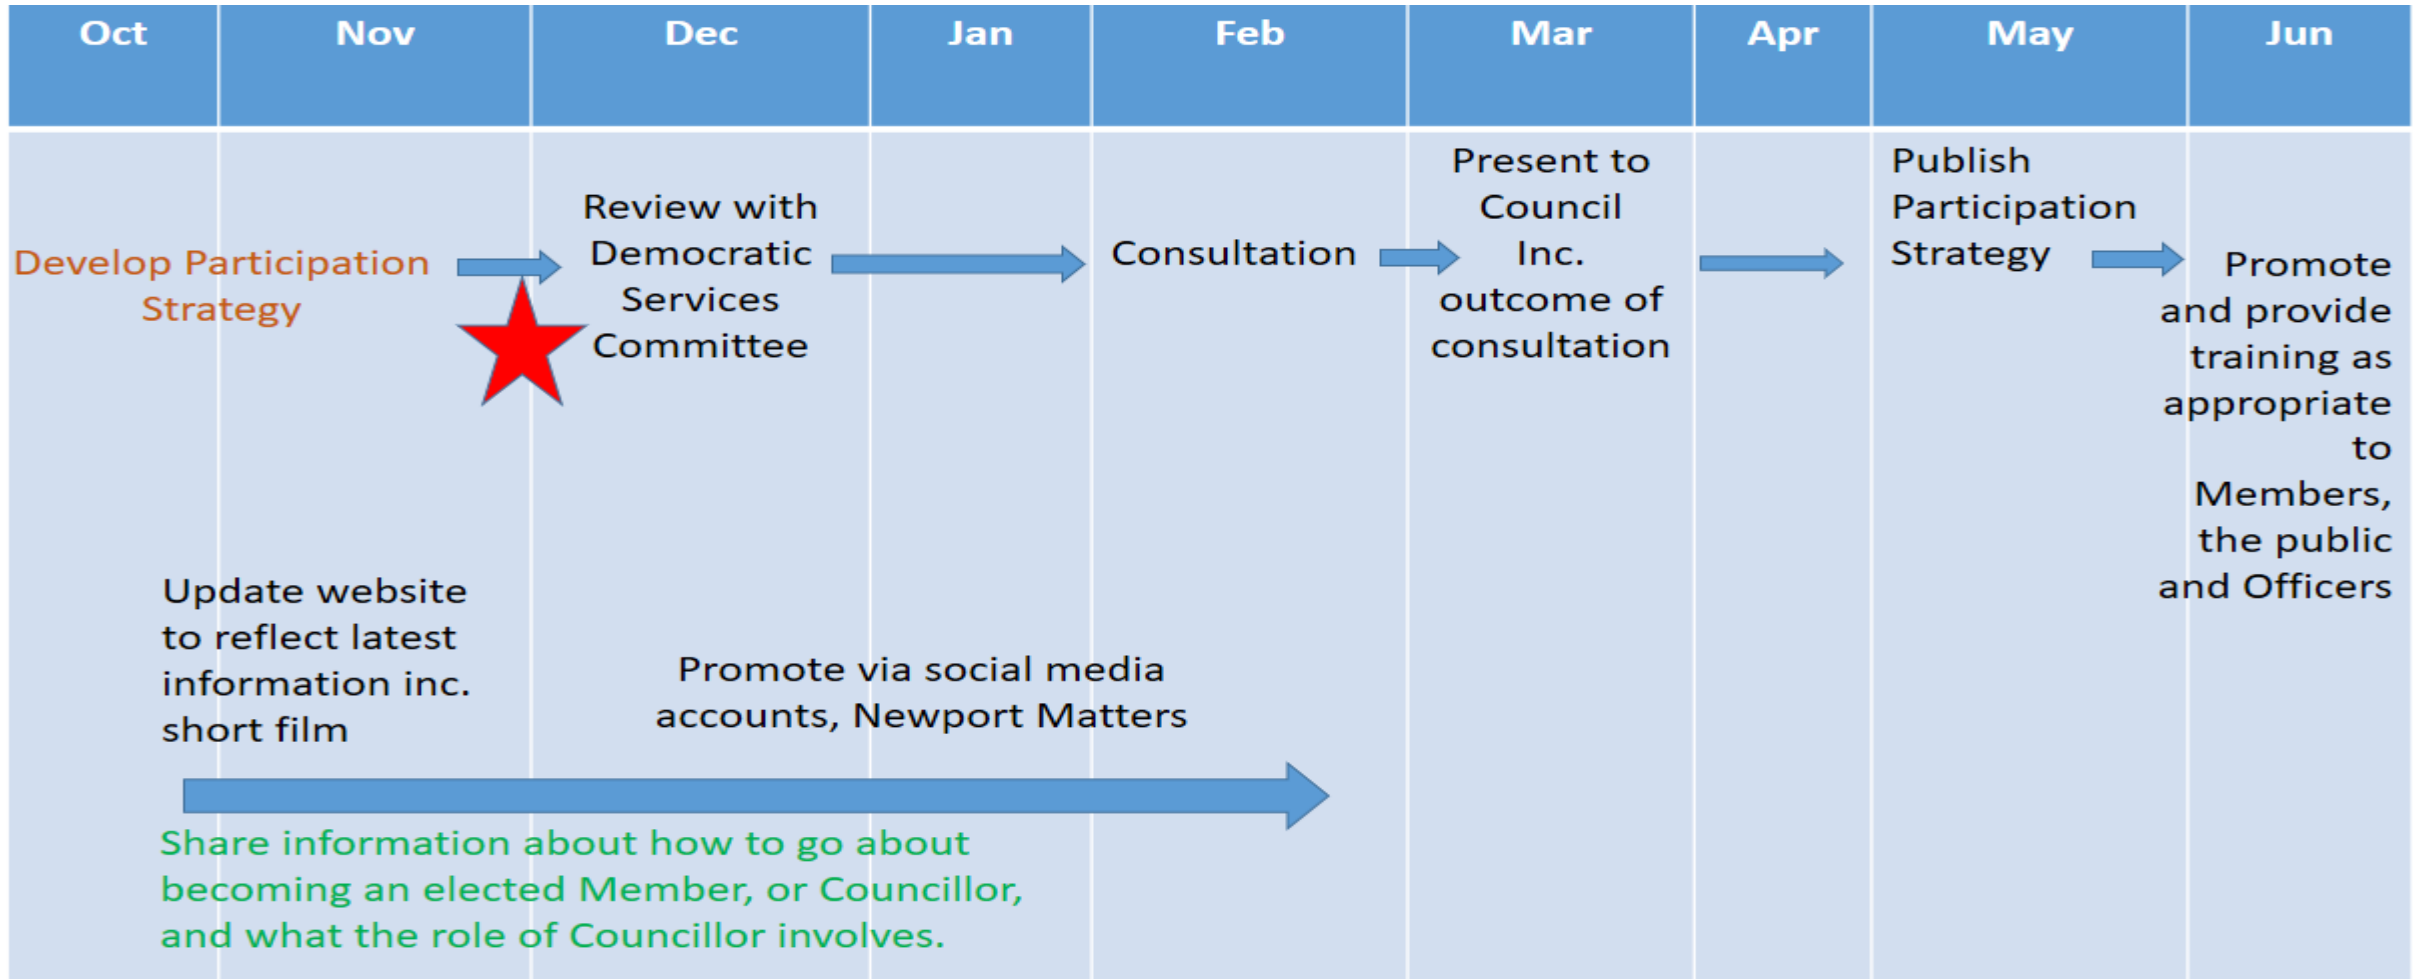 Oct Nov Dec Jan Feb Mar Apr May Jun
Develop Participation
Strategy
Review with
Democratic
Services
Committee
Consultation
Present to
Council
Inc.
outcome of
consultation
Publish
Participation
Strategy
Promote
and provide
training as
appropriate
to
Members,
the public
and Officers
Update website
to reflect latest
information inc.
short film
Promote via social media
accounts, Newport Matters
Share information about how to go about
becoming an elected Member, or Councillor,
and what the role of Councillor involves.